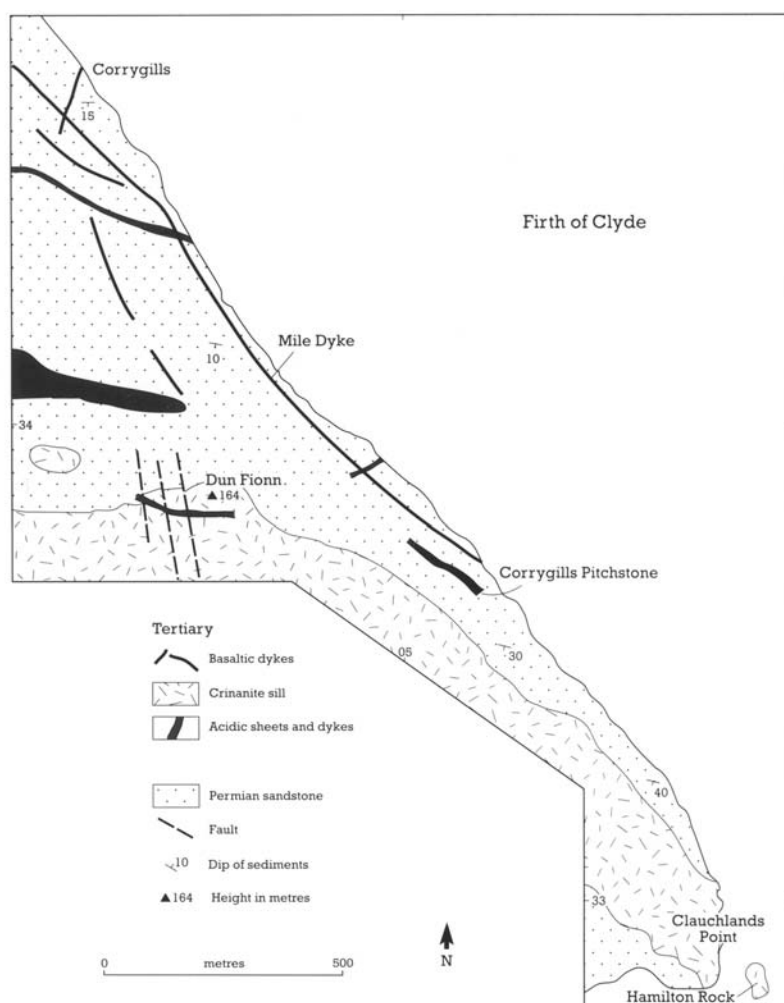 Corrygills
15
Firth of Clyde
Mile Dyke
10
34
Dun Fionn
▲ 164
Corrygills Pitchstone
30
05
Tertiary
Basaltic dykes
Crinanite sill
Acidic sheets and dykes
40
Permian sandstone
Fault
10 Dip of sediments
▲ 164 Height in metres
33
Clauchlands
Point
N
0 metres 500
Hamilton Rock